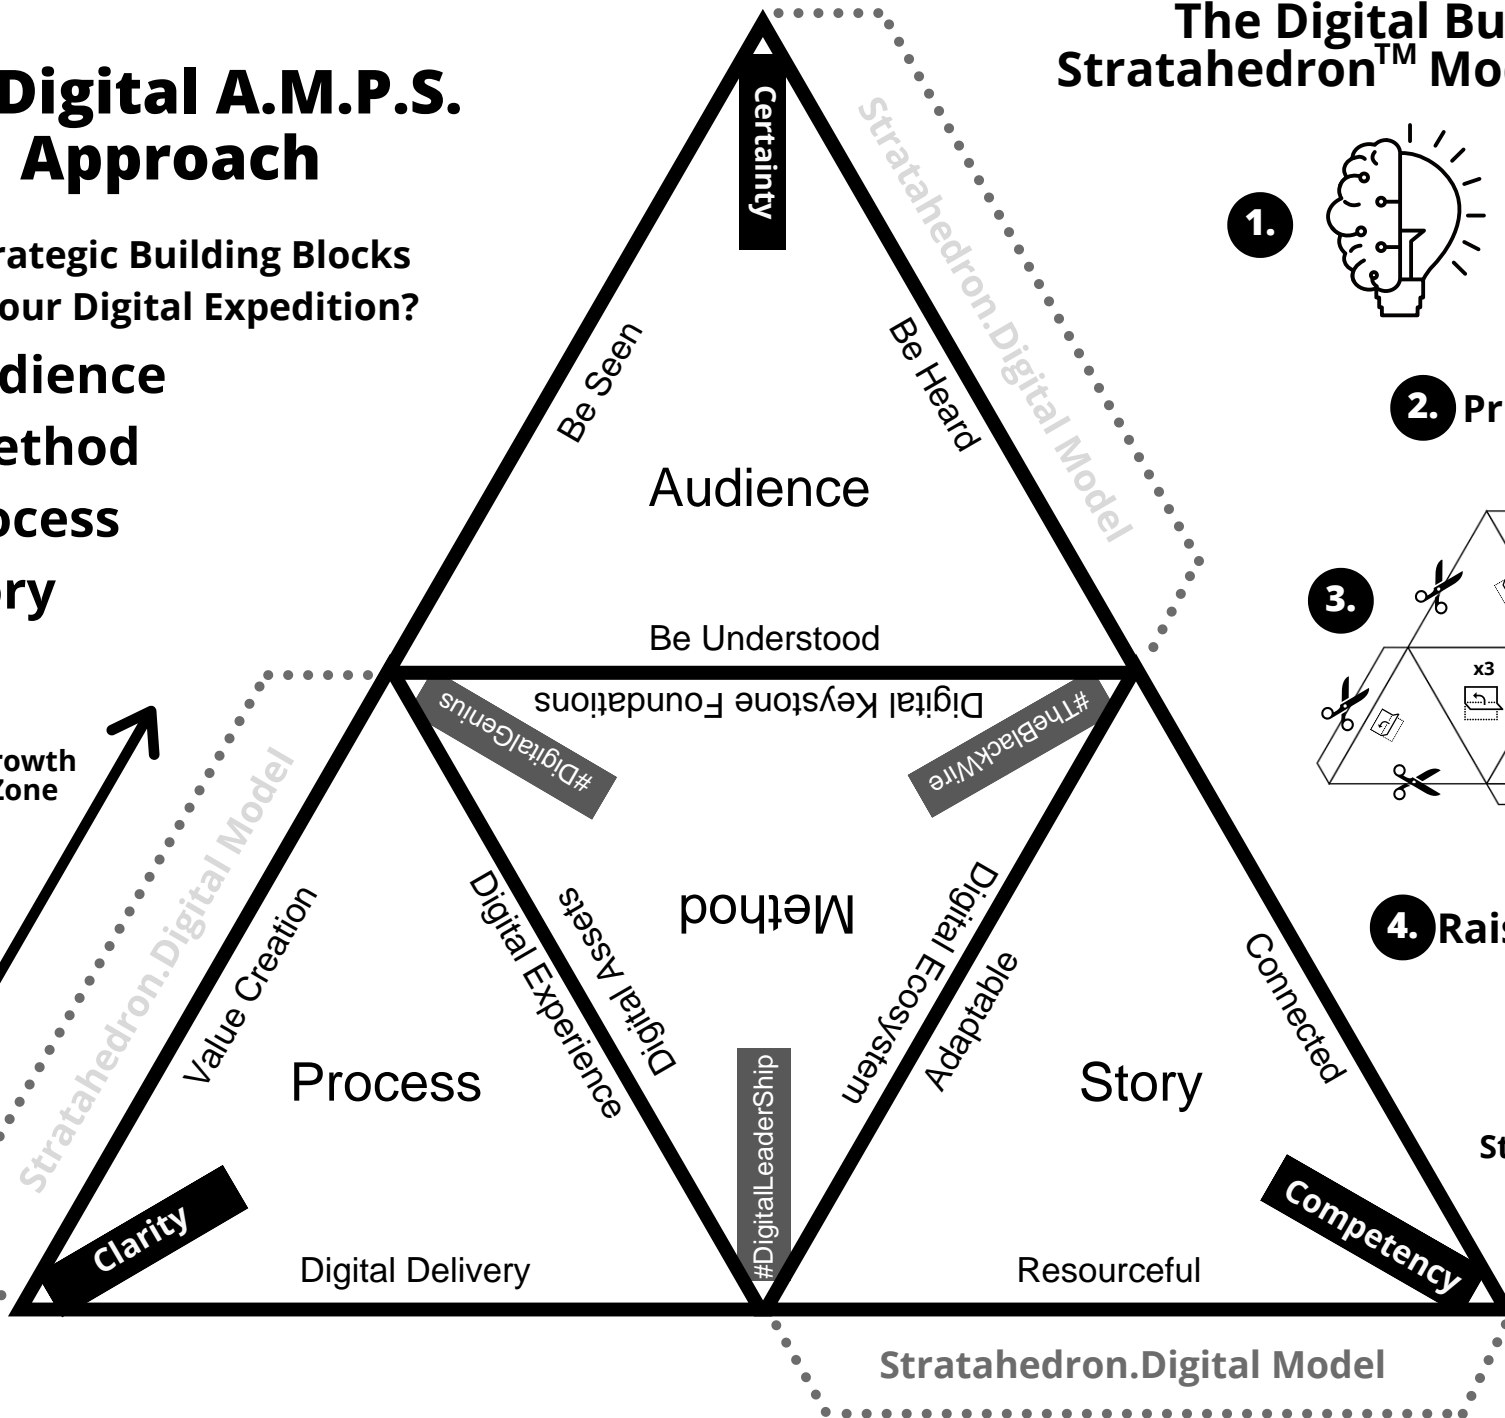 Digital A.M.P.S.
Approach
rategic Building Blocks
our Digital Expedition?
dience
ethod
ocess
ory
rowth
Zone
The Digital Bu
Stratahedron™ Mod
1.
2. Pr
3.
x3
4. Rais
St
Certainty
Stratahedron.Digital Model
Be Seen
Be Heard
Audience
Be Understood
Digital Keystone Foundations
#DigitalGenius
#TheBlackWire
Method
Digital Assets
Digital Ecosystem
#DigitalLeaderShip
Stratahedron.Digital Model
Value Creation
Digital Experience
Process
Clarity
Digital Delivery
Adaptable
Connected
Story
Competency
Resourceful
Stratahedron.Digital Model